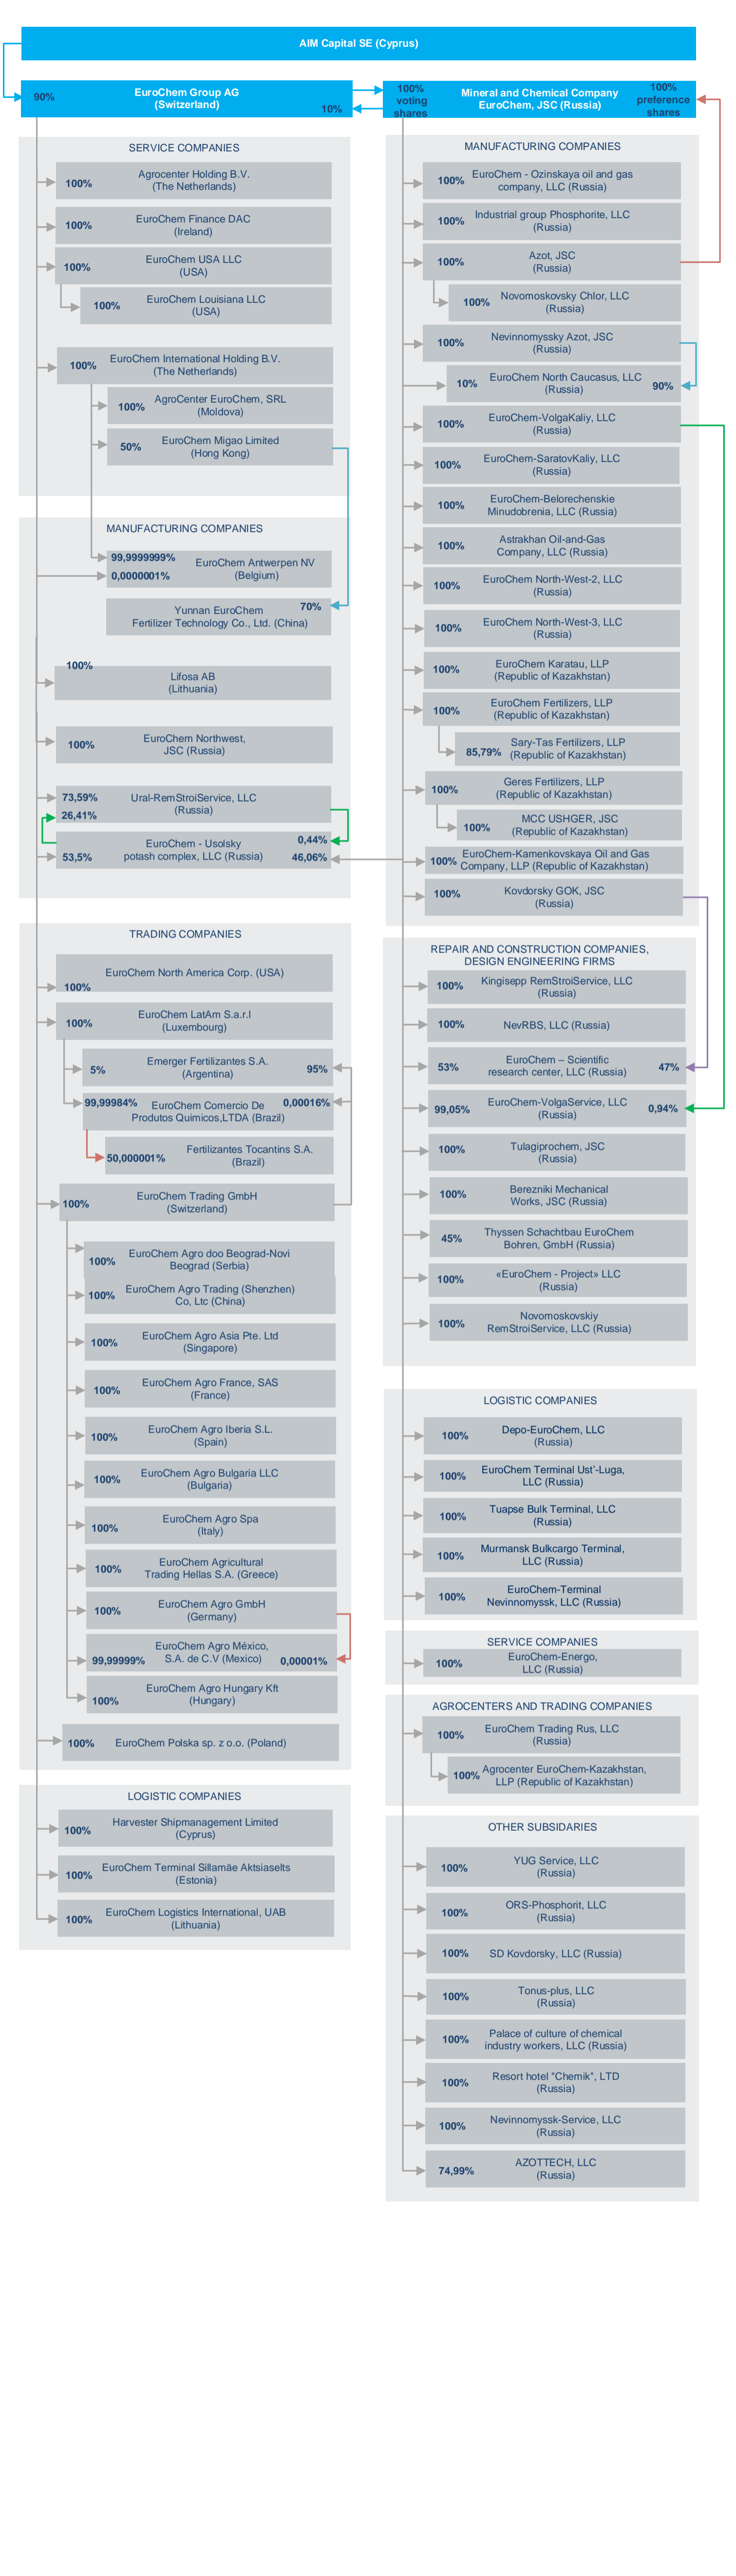 AIM Capital SE (Cyprus)
90%
EuroChem Group AG
(Switzerland)
10%
100%
voting
shares
Mineral and Chemical Company
EuroChem, JSC (Russia)
100%
preference
shares
SERVICE COMPANIES
100%
Agrocenter Holding B.V.
(The Netherlands)
100%
EuroChem Finance DAC
(Ireland)
100%
EuroChem USA LLC
(USA)
100%
EuroChem Louisiana LLC
(USA)
100%
EuroChem International Holding B.V.
(The Netherlands)
100%
AgroCenter EuroChem, SRL
(Moldova)
50%
EuroChem Migao Limited
(Hong Kong)
MANUFACTURING COMPANIES
99,9999999%
0,0000001%
EuroChem Antwerpen NV
(Belgium)
Yunnan EuroChem
Fertilizer Technology Co., Ltd. (China)
70%
100%
Lifosa AB
(Lithuania)
100%
EuroChem Northwest,
JSC (Russia)
73,59%
26,41%
Ural-RemStroiService, LLC
(Russia)
53,5%
EuroChem - Usolsky
potash complex, LLC (Russia)
0,44%
46,06%
TRADING COMPANIES
100%
EuroChem North America Corp. (USA)
100%
EuroChem LatAm S.a.r.l
(Luxembourg)
5%
Emerger Fertilizantes S.A.
(Argentina)
95%
99,99984%
EuroChem Comercio De
Produtos Quimicos,LTDA (Brazil)
0,00016%
50,000001%
Fertilizantes Tocantins S.A.
(Brazil)
100%
EuroChem Trading GmbH
(Switzerland)
100%
EuroChem Agro doo Beograd-Novi
Beograd (Serbia)
100%
EuroChem Agro Trading (Shenzhen)
Co, Ltc (China)
100%
EuroChem Agro Asia Pte. Ltd
(Singapore)
100%
EuroChem Agro France, SAS
(France)
100%
EuroChem Agro Iberia S.L.
(Spain)
100%
EuroChem Agro Bulgaria LLC
(Bulgaria)
100%
EuroChem Agro Spa
(Italy)
100%
EuroChem Agricultural
Trading Hellas S.A. (Greece)
100%
EuroChem Agro GmbH
(Germany)
99,99999%
EuroChem Agro México,
S.A. de C.V (Mexico)
0,00001%
100%
EuroChem Agro Hungary Kft
(Hungary)
100%
EuroChem Polska sp. z o.o. (Poland)
LOGISTIC COMPANIES
100%
Harvester Shipmanagement Limited
(Cyprus)
100%
EuroChem Terminal Sillamäe Aktsiaselts
(Estonia)
100%
EuroChem Logistics International, UAB
(Lithuania)
MANUFACTURING COMPANIES
100%
EuroChem - Ozinskaya oil and gas
company, LLC (Russia)
100%
Industrial group Phosphorite, LLC
(Russia)
100%
Azot, JSC
(Russia)
100%
Novomoskovsky Chlor, LLC
(Russia)
100%
Nevinnomyssky Azot, JSC
(Russia)
10%
EuroChem North Caucasus, LLC
(Russia)
90%
100%
EuroChem-VolgaKaliy, LLC
(Russia)
100%
EuroChem-SaratovKaliy, LLC
(Russia)
100%
EuroChem-Belorechenskie
Minudobrenia, LLC (Russia)
100%
Astrakhan Oil-and-Gas
Company, LLC (Russia)
100%
EuroChem North-West-2, LLC
(Russia)
100%
EuroChem North-West-3, LLC
(Russia)
100%
EuroChem Karatau, LLP
(Republic of Kazakhstan)
100%
EuroChem Fertilizers, LLP
(Republic of Kazakhstan)
85,79%
Sary-Tas Fertilizers, LLP
(Republic of Kazakhstan)
100%
Geres Fertilizers, LLP
(Republic of Kazakhstan)
100%
MCC USHGER, JSC
(Republic of Kazakhstan)
100%
EuroChem-Kamenkovskaya Oil and Gas
Company, LLP (Republic of Kazakhstan)
100%
Kovdorsky GOK, JSC
(Russia)
REPAIR AND CONSTRUCTION COMPANIES,
DESIGN ENGINEERING FIRMS
100%
Kingisepp RemStroiService, LLC
(Russia)
100%
NevRBS, LLC (Russia)
53%
EuroChem – Scientific
research center, LLC (Russia)
47%
99,05%
EuroChem-VolgaService, LLC
(Russia)
0,94%
100%
Tulagiprochem, JSC
(Russia)
100%
Berezniki Mechanical
Works, JSC (Russia)
45%
Thyssen Schachtbau EuroChem
Bohren, GmbH (Russia)
100%
«EuroChem - Project» LLC
(Russia)
100%
Novomoskovskiy
RemStroiService, LLC (Russia)
LOGISTIC COMPANIES
100%
Depo-EuroChem, LLC
(Russia)
100%
EuroChem Terminal Ust'-Luga,
LLC (Russia)
100%
Tuapse Bulk Terminal, LLC
(Russia)
100%
Murmansk Bulkcargo Terminal,
LLC (Russia)
100%
EuroChem-Terminal
Nevinnomyssk, LLC (Russia)
SERVICE COMPANIES
100%
EuroChem-Energo,
LLC (Russia)
AGROCENTERS AND TRADING COMPANIES
100%
EuroChem Trading Rus, LLC
(Russia)
100%
Agrocenter EuroChem-Kazakhstan,
LLP (Republic of Kazakhstan)
OTHER SUBSIDARIES
100%
YUG Service, LLC
(Russia)
100%
ORS-Phosphorit, LLC
(Russia)
100%
SD Kovdorsky, LLC (Russia)
100%
Tonus-plus, LLC
(Russia)
100%
Palace of culture of chemical
industry workers, LLC (Russia)
100%
Resort hotel "Chemik", LTD
(Russia)
100%
Nevinnomyssk-Service, LLC
(Russia)
74,99%
AZOTTECH, LLC
(Russia)